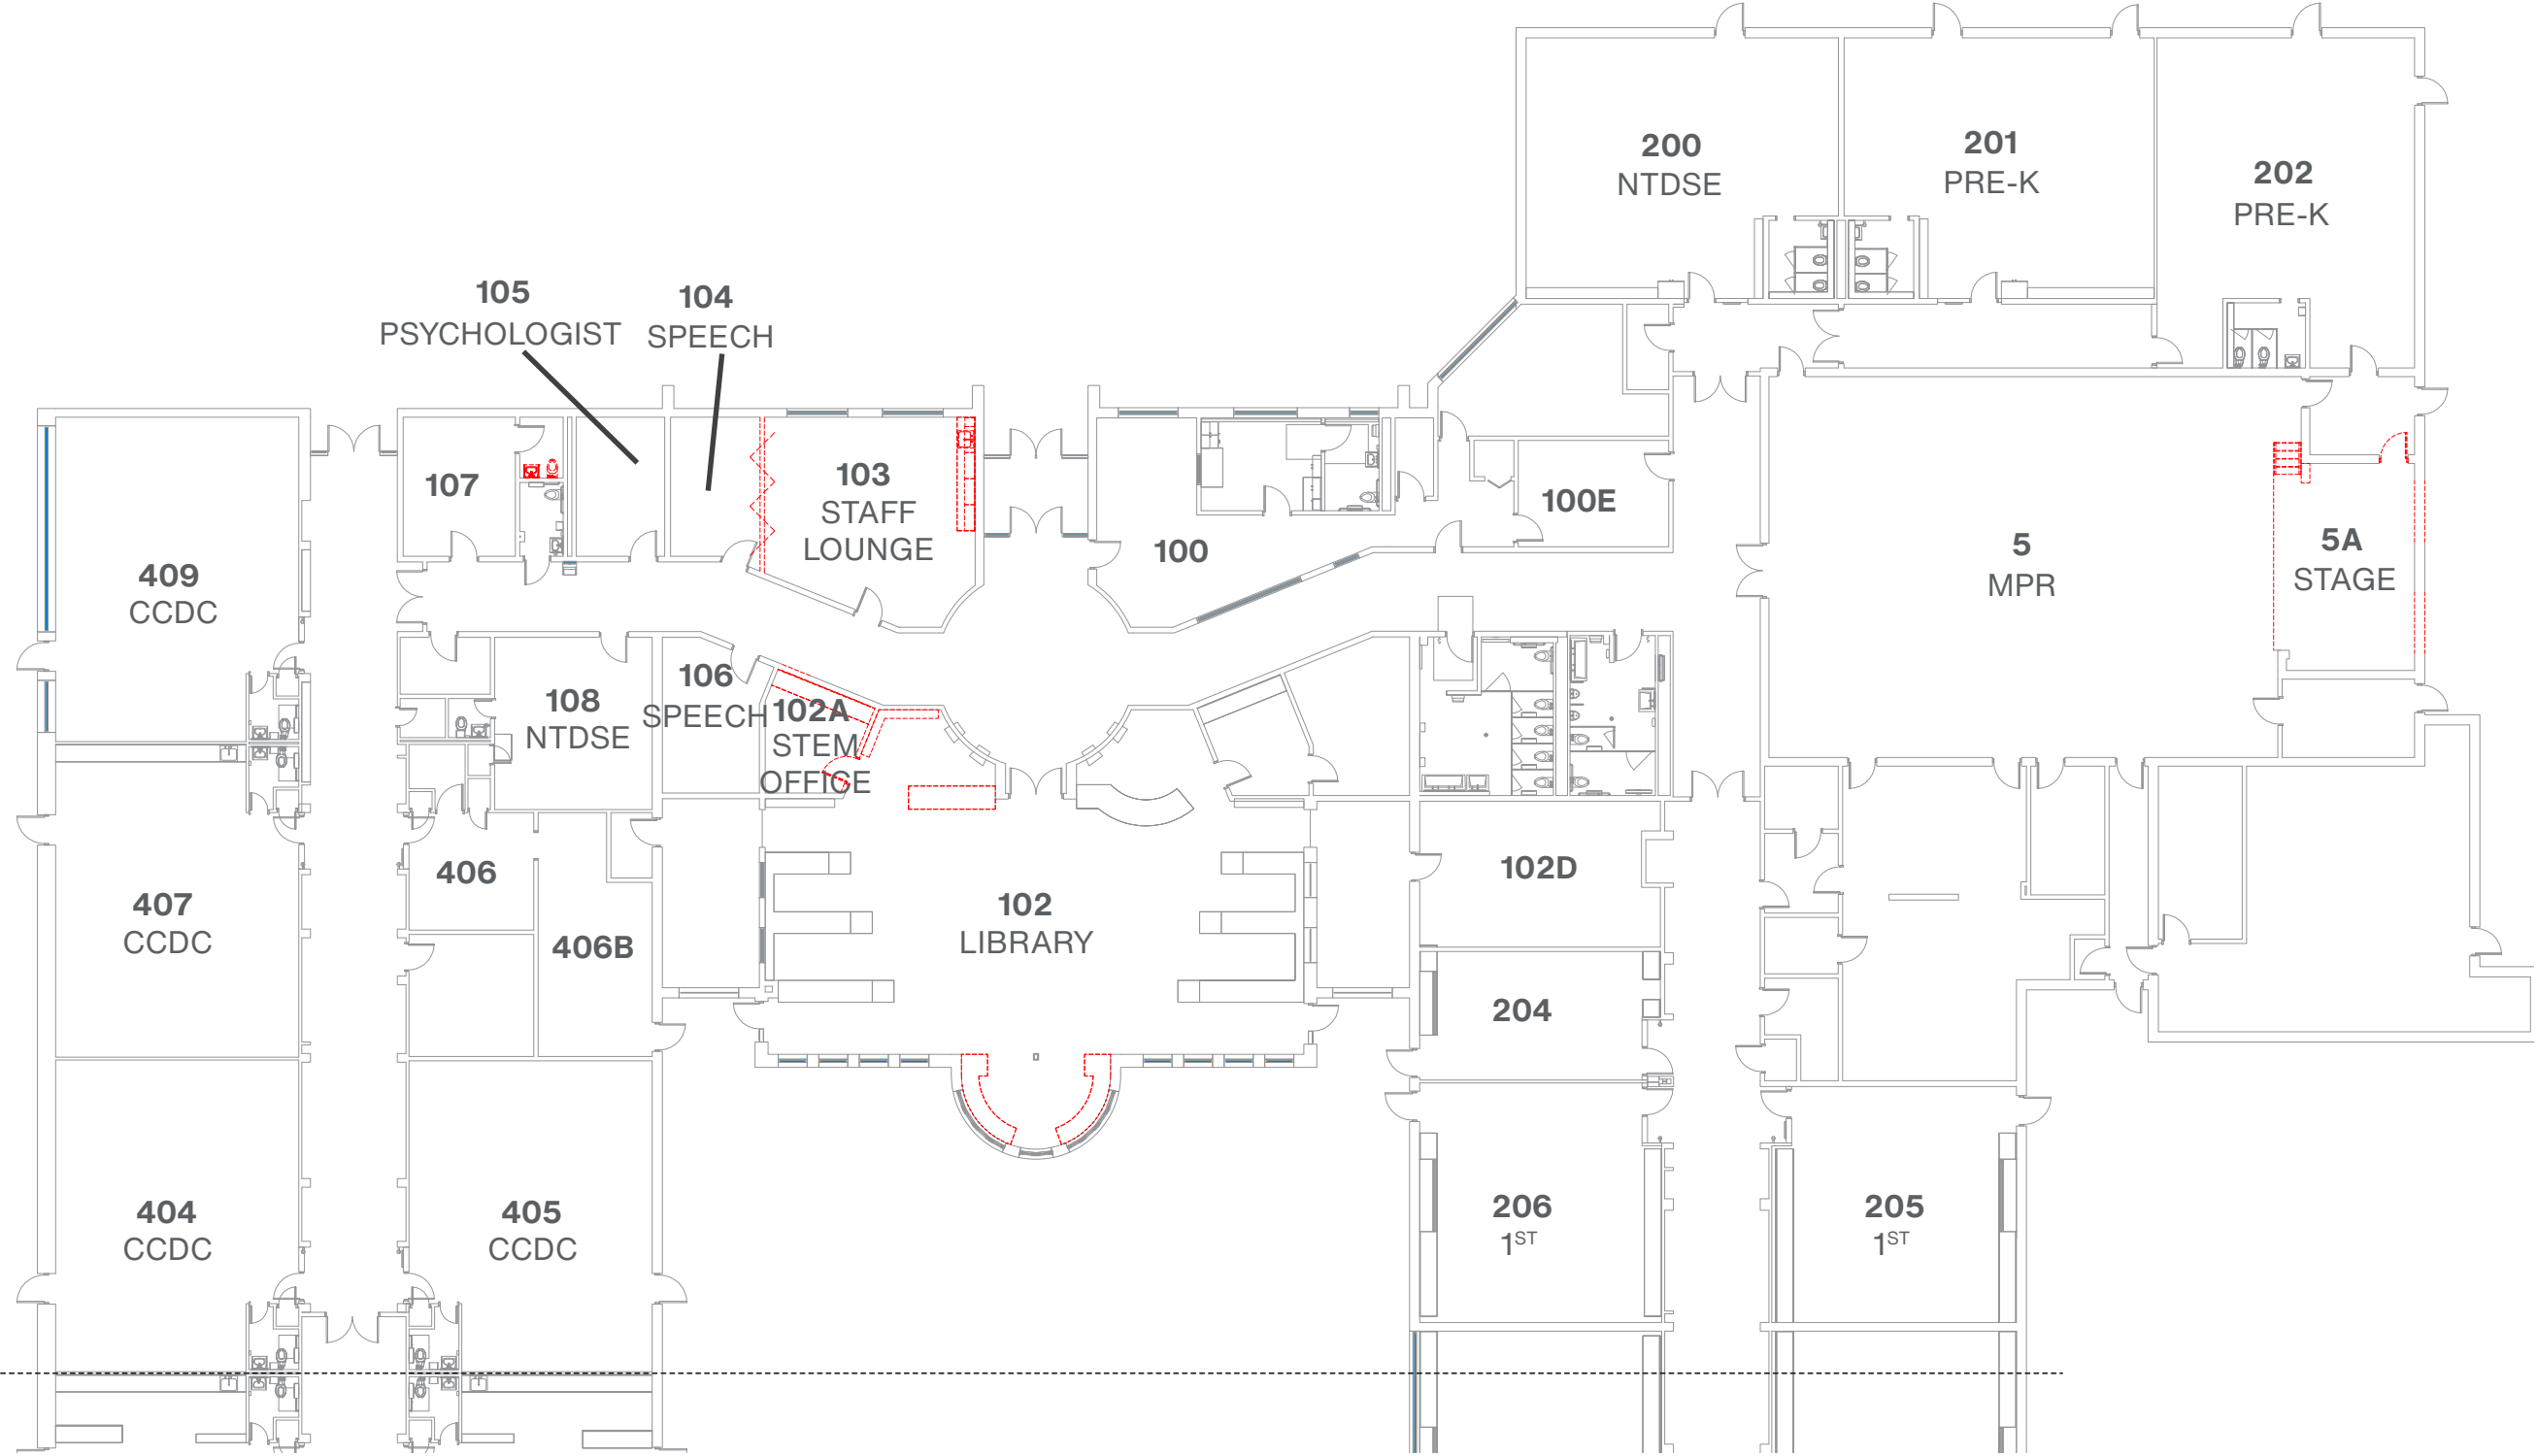 200
NTDSE
201
PRE-K
202
PRE-K
105
PSYCHOLOGIST
104
SPEECH
107
103
STAFF
LOUNGE
100
100E
5
MPR
5A
STAGE
409
CCDC
108
NTDSE
106
SPEECH
102A
STEM
OFFICE
407
CCDC
406
406B
102
LIBRARY
102D
204
404
CCDC
405
CCDC
206
1ST
205
1ST